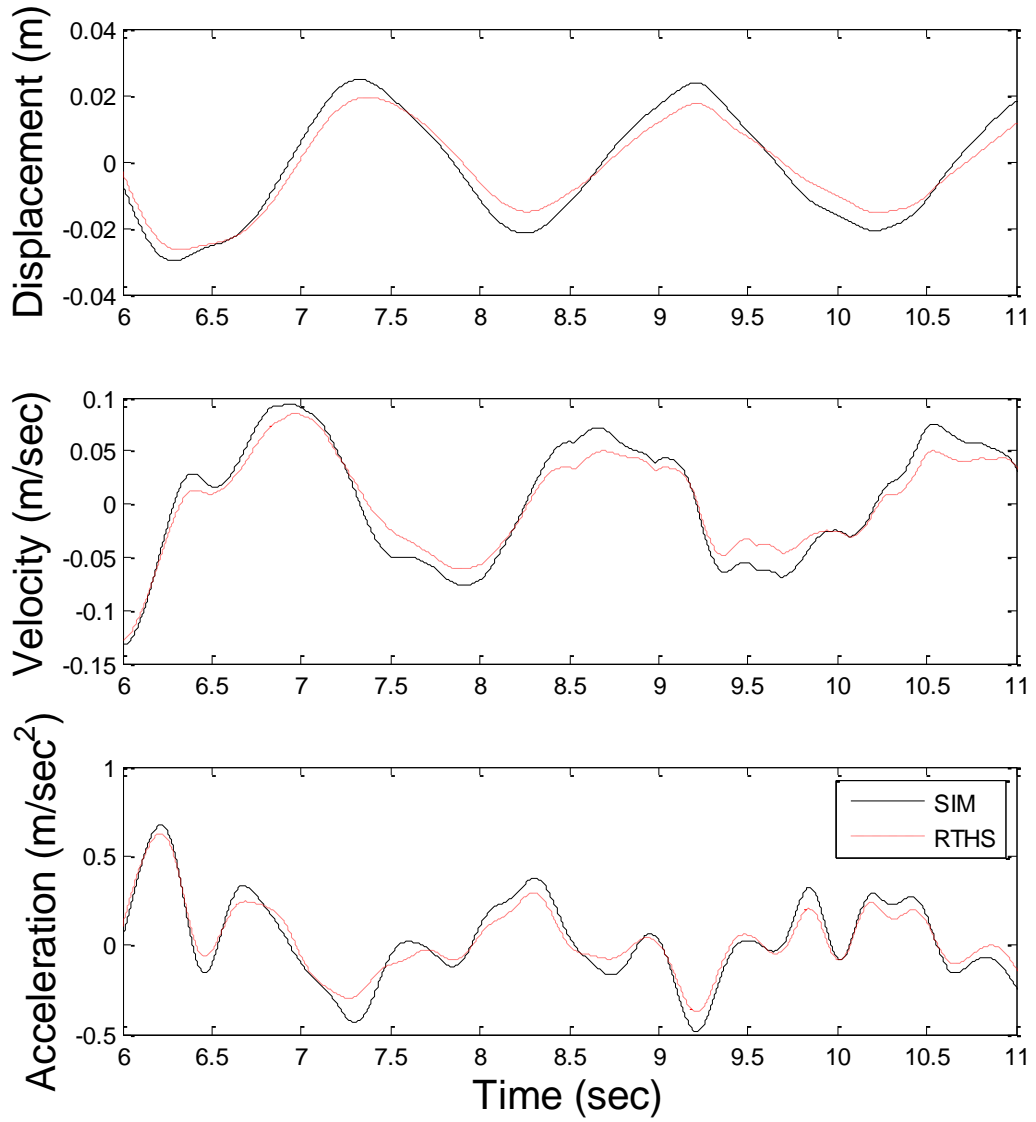 Displacement (m)
0.04
0.02
0
-0.02
-0.04
6 6.5 7 7.5 8 8.5 9 9.5 10 10.5 11
Velocity (m/sec)
0.1
0.05
0
-0.05
-0.1
-0.15
6 6.5 7 7.5 8 8.5 9 9.5 10 10.5 11
Acceleration (m/sec²)
1
0.5
0
-0.5
SIM
RTHS
6 6.5 7 7.5 8 8.5 9 9.5 10 10.5 11
Time (sec)